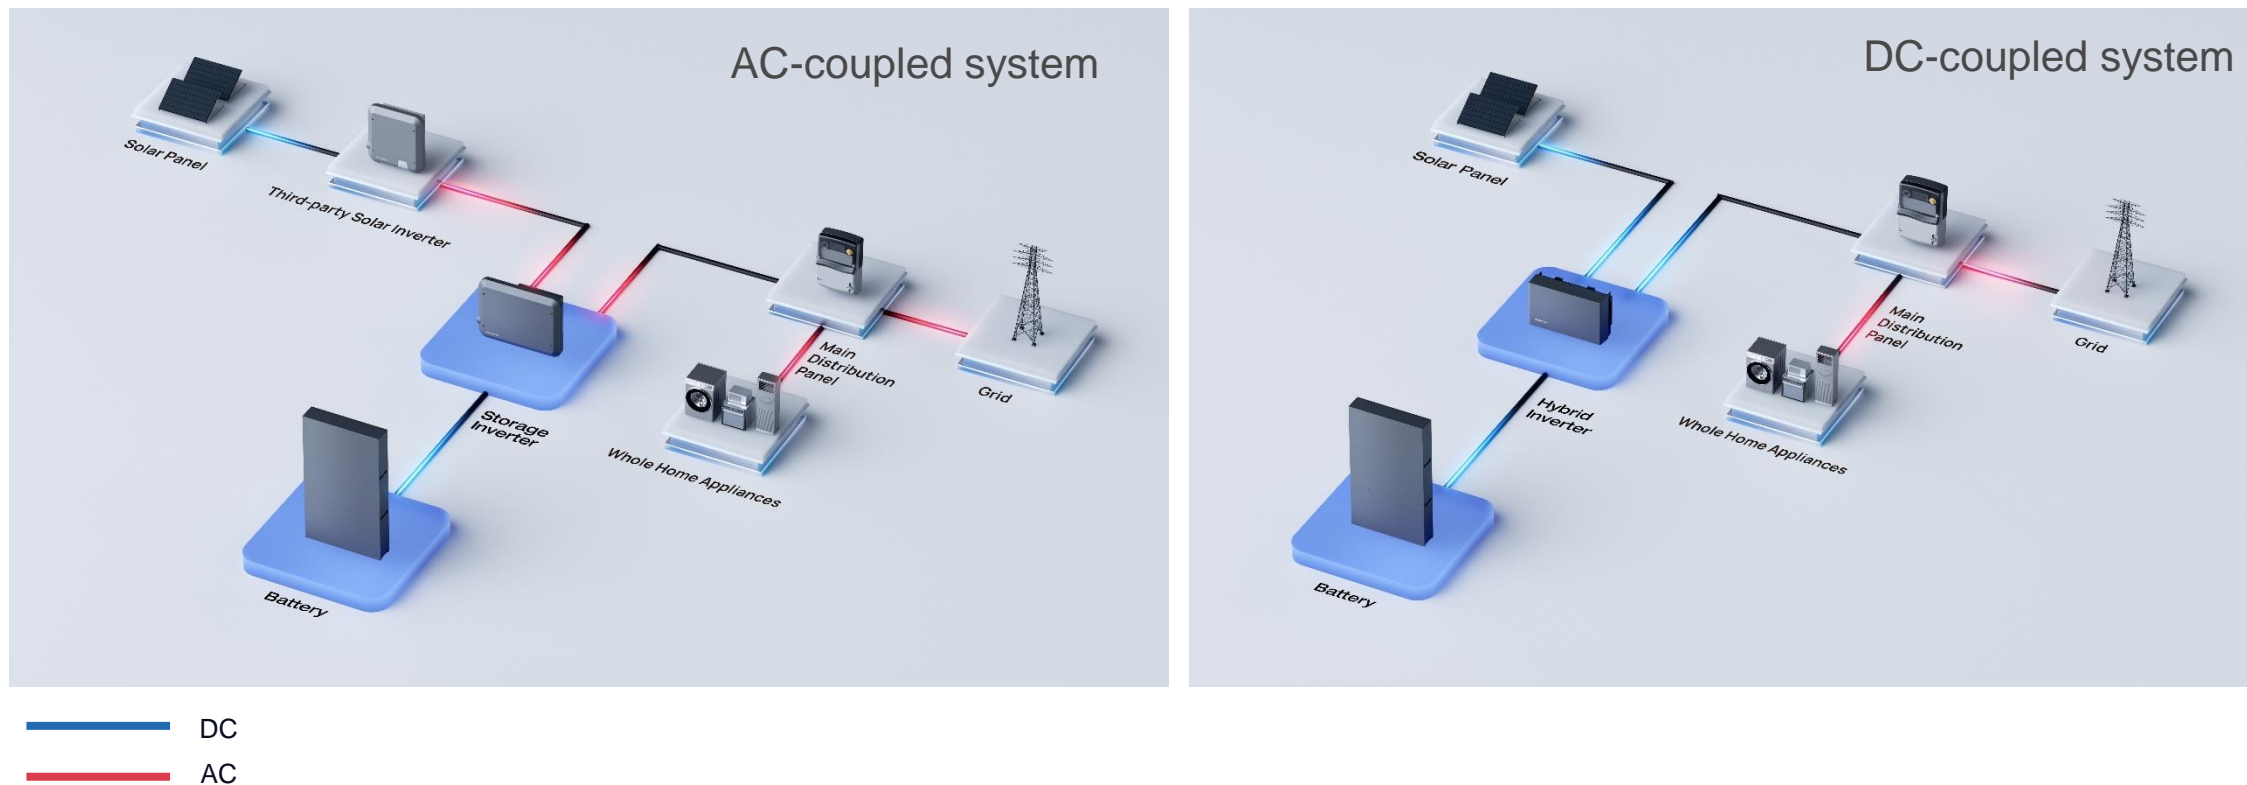 AC-coupled system
Solar Panel
Third-party Solar Inverter
Storage
Inverter
Battery
Main
Distribution
Panel
Whole Home Appliances
Grid
DC-coupled system
Solar Panel
Hybrid
Inverter
Battery
Main
Distribution
Panel
Whole Home Appliances
Grid
DC
AC